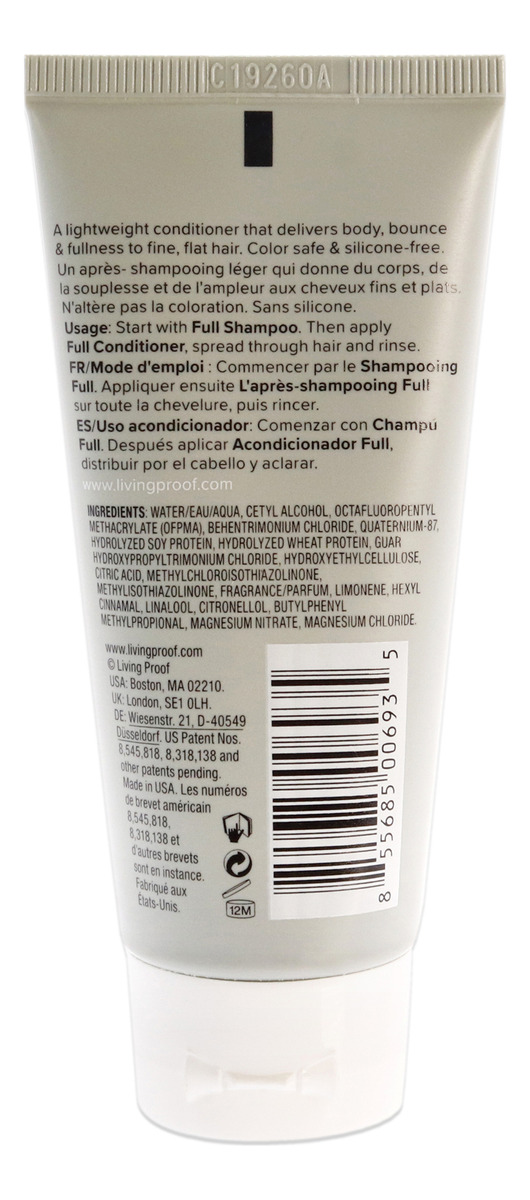 C19260A
A lightweight conditioner that delivers body, bounce
& fullness to fine, flat hair. Color safe & silicone-free.
Un après- shampooing léger qui donne du corps, de
la souplesse et de l'ampleur aux cheveux fins et plats.
N'altère pas la coloration. Sans silicone.
Usage: Start with Full Shampoo. Then apply
Full Conditioner, spread through hair and rinse.
FR/Mode d'emploi : Commencer par le Shampooing
Full. Appliquer ensuite L'après-shampooing Full
sur toute la chevelure, puis rincer.
ES/Uso acondicionador: Comenzar con Champú
Full. Después aplicar Acondicionador Full,
distribuir por el cabello y aclarar.
www.livingproof.com
INGREDIENTS: WATER/EAU/AQUA, CETYL ALCOHOL, OCTAFLUOROPENTYL
METHACRYLATE (OFPMA), BEHENTRIMONIUM CHLORIDE, QUATERNIUM-87,
HYDROLYZED SOY PROTEIN, HYDROLYZED WHEAT PROTEIN, GUAR
HYDROXYPROPYLTRIMONIUM CHLORIDE, HYDROXYETHYLCELLULOSE,
CITRIC ACID, METHYLCHLOROISOTHIAZOLINONE,
METHYLISOTHIAZOLINONE, FRAGRANCE/PARFUM, LIMONENE, HEXYL
CINNAMAL, LINALOOL, CITRONELLOL, BUTYLPHENYL
METHYLPROPIONAL, MAGNESIUM NITRATE, MAGNESIUM CHLORIDE.
www.livingproof.com
© Living Proof
USA: Boston, MA 02210.
UK: London, SE1 0LH.
DE: Wiesenstr. 21, D-40549
Düsseldorf. US Patent Nos.
8,545,818, 8,318,138 and
other patents pending.
Made in USA. Les numéros
de brevet américain
8,545,818,
8,318,138 et
d'autres brevets
sont en instance.
Fabriqué aux
États-Unis.
12M
8 55685 00693 5